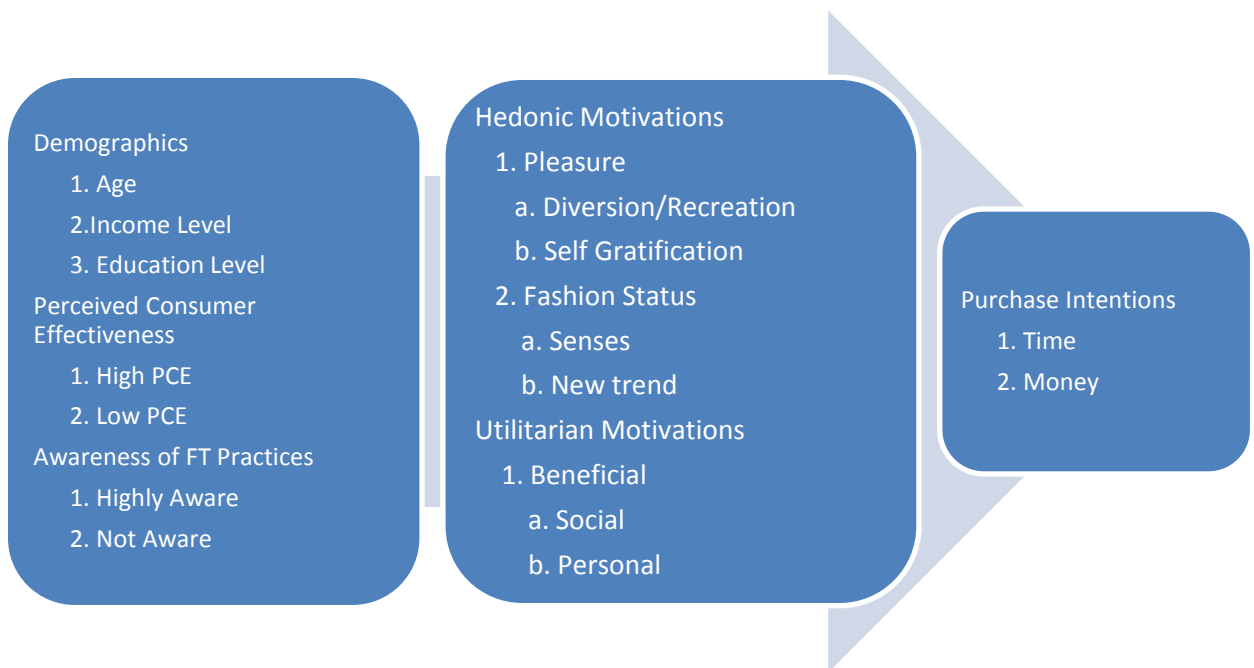 Demographics
1. Age
2.Income Level
3. Education Level
Perceived Consumer
Effectiveness
1. High PCE
2. Low PCE
Awareness of FT Practices
1. Highly Aware
2. Not Aware
Hedonic Motivations
1. Pleasure
a. Diversion/Recreation
b. Self Gratification
2. Fashion Status
a. Senses
b. New trend
Utilitarian Motivations
1. Beneficial
a. Social
b. Personal
Purchase Intentions
1. Time
2. Money